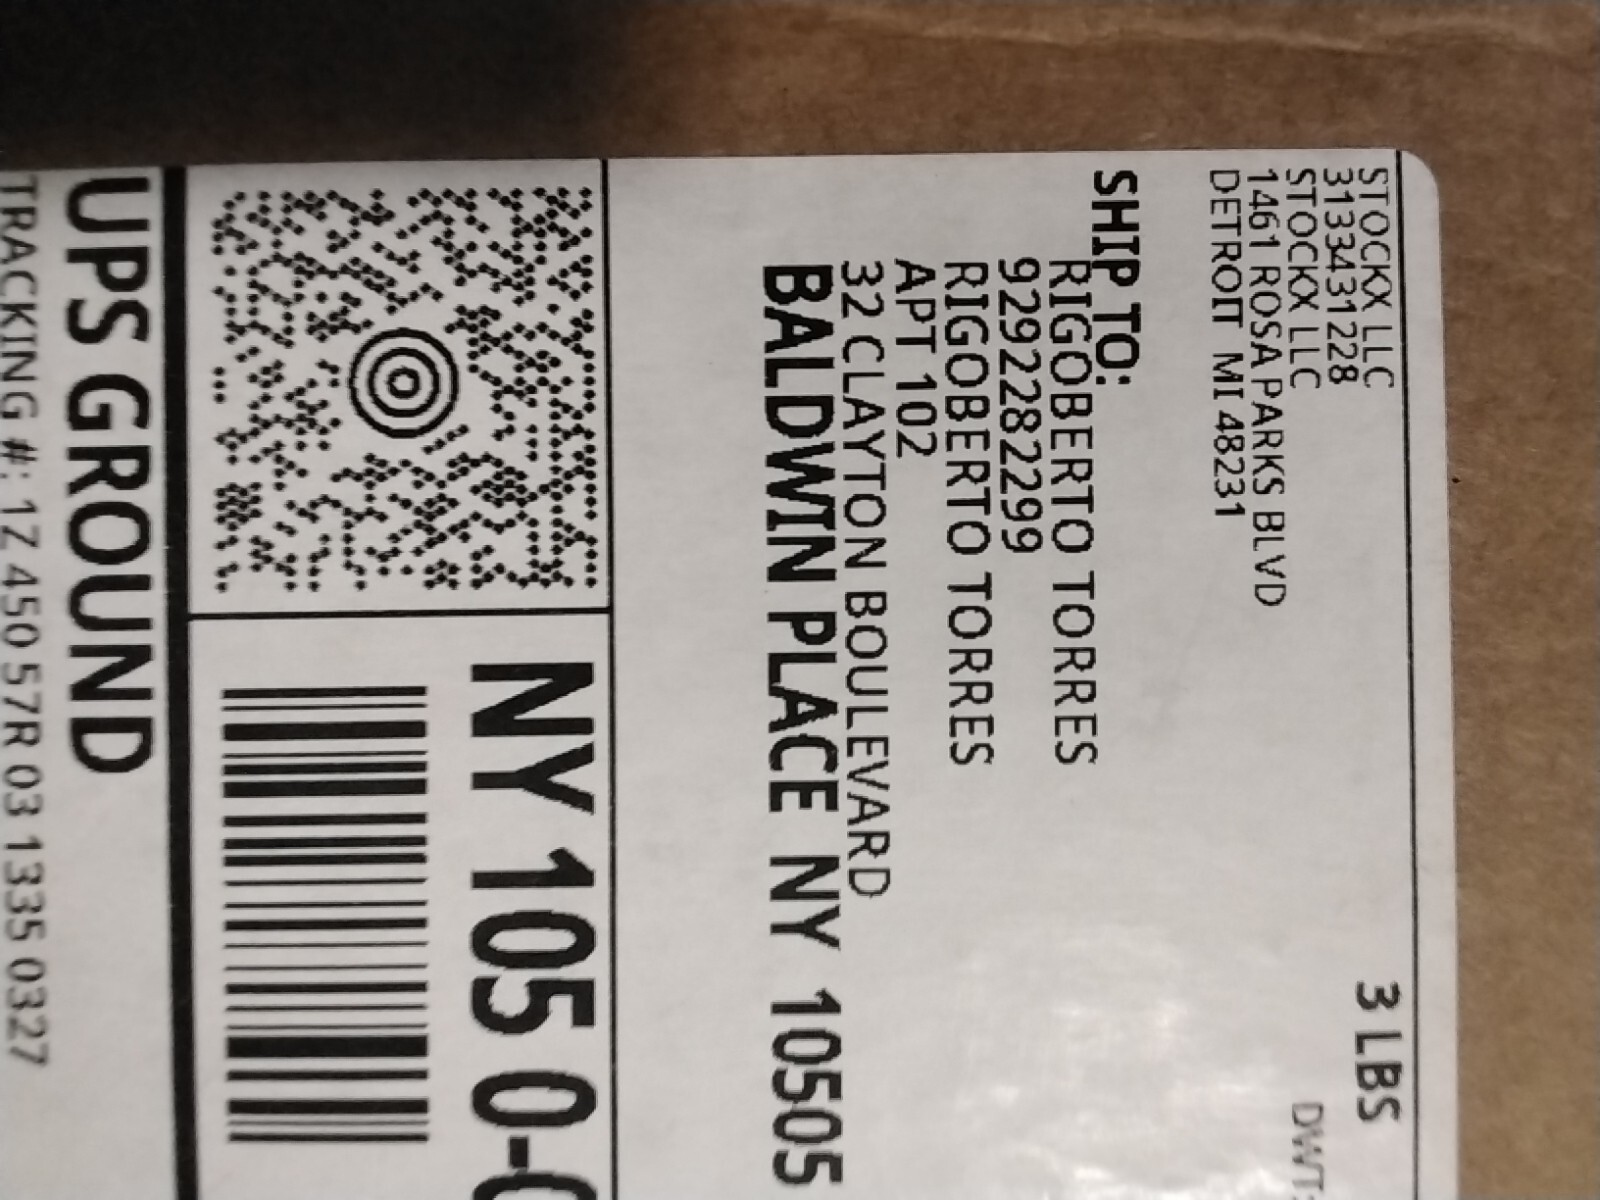 STOCKX LLC
3133431228
STOCKX LLC
1461 ROSA PARKS BLVD
DETROIT MI 48231
3 LBS
SHIP TO:
RIGOBERTO TORRES
9292282299
RIGOBERTO TORRES
APT 102
32 CLAYTON BOULEVARD
BALDWIN PLACE NY 10505
NY 105 0-
UPS GROUND
TRACKING #: 1Z 450 57R 03 1335 0327